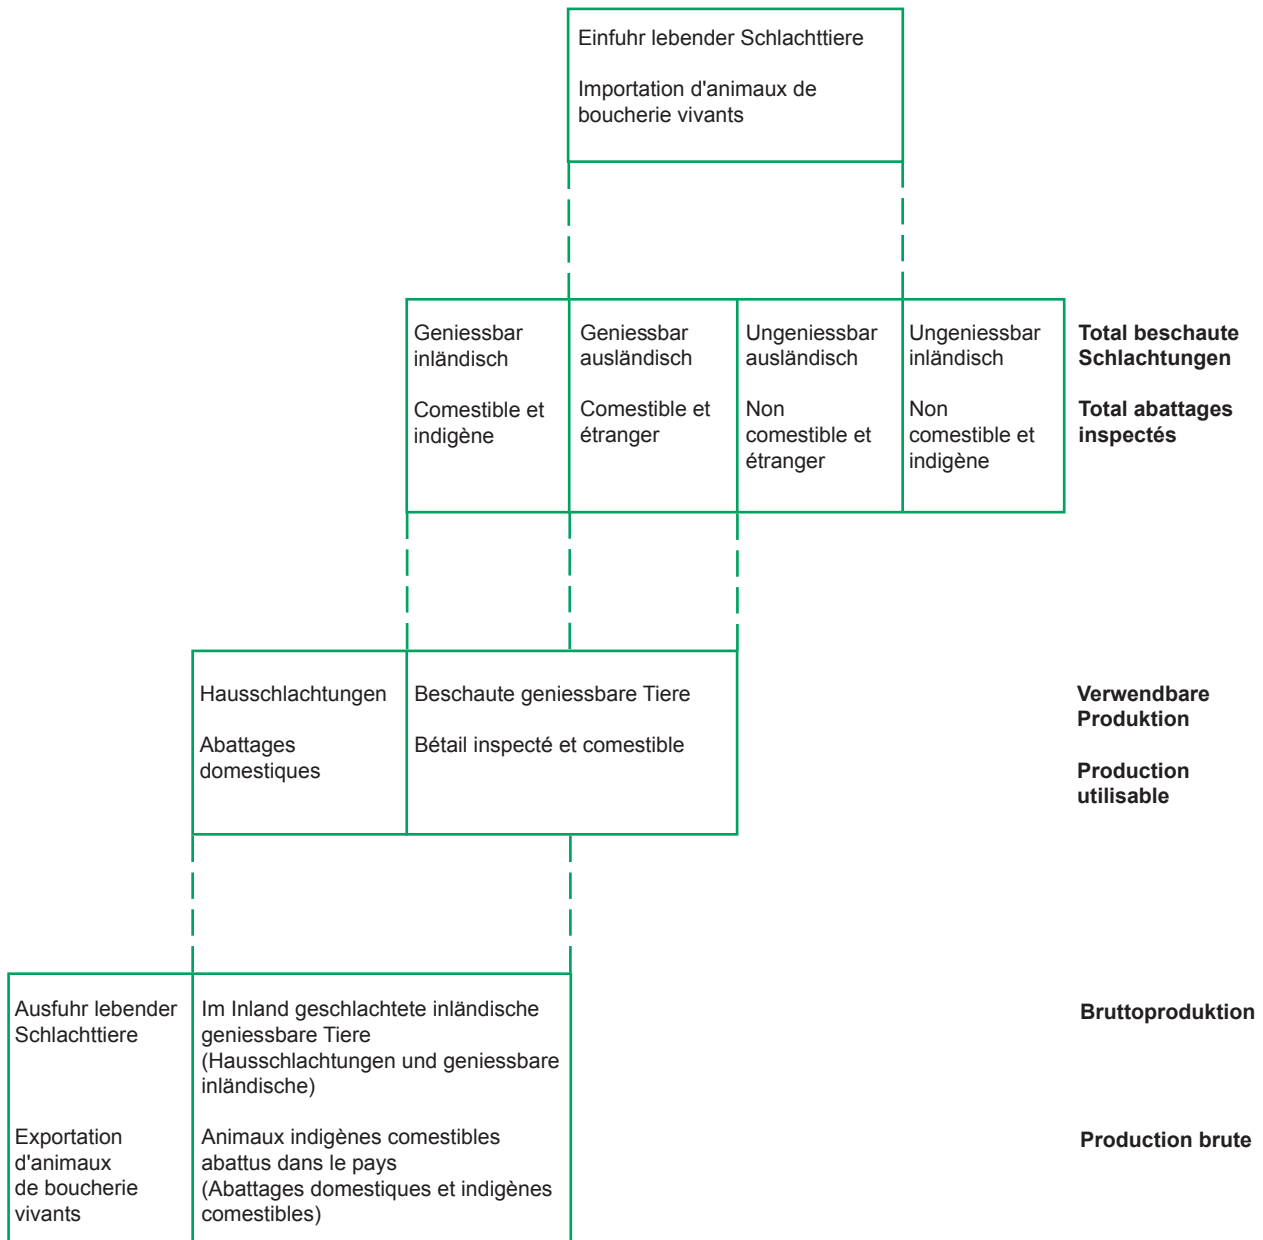 Einfuhr lebender Schlachttiere
Importation d'animaux de
boucherie vivants
Geniessbar
inländisch
Comestible et
indigène
Geniessbar
ausländisch
Comestible et
étranger
Ungeniessbar
ausländisch
Non
comestible et
étranger
Ungeniessbar
inländisch
Non
comestible et
indigène
Total beschaute
Schlachtungen
Total abattages
inspectés
Hausschlachtungen
Abattages
domestiques
Beschaute geniessbare Tiere
Bétail inspecté et comestible
Verwendbare
Produktion
Production
utilisable
Ausfuhr lebender
Schlachttiere
Exportation
d'animaux
de boucherie
vivants
Im Inland geschlachtete inländische
geniessbare Tiere
(Hausschlachtungen und geniessbare
inländische)
Animaux indigènes comestibles
abattus dans le pays
(Abattages domestiques et indigènes
comestibles)
Bruttoproduktion
Production brute